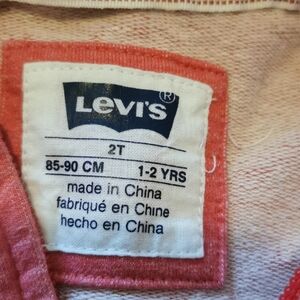 LEVI'S ®
2T
85-90 CM 1-2 YRS
made in China
fabriqué en Chine
hecho en China